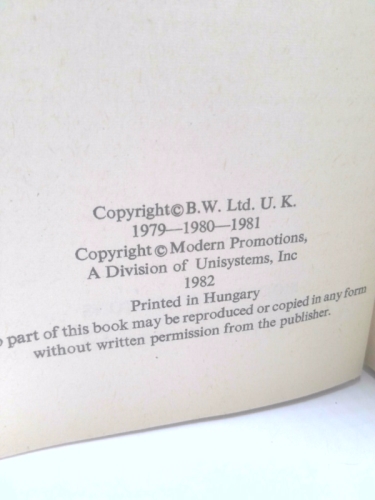 Copyright©B.W. Ltd. U. K.
1979—1980—1981
Copyright©Modern Promotions,
A Division of Unisystems, Inc
1982
Printed in Hungary
part of this book may be reproduced or copied in any form
without written permission from the publisher.